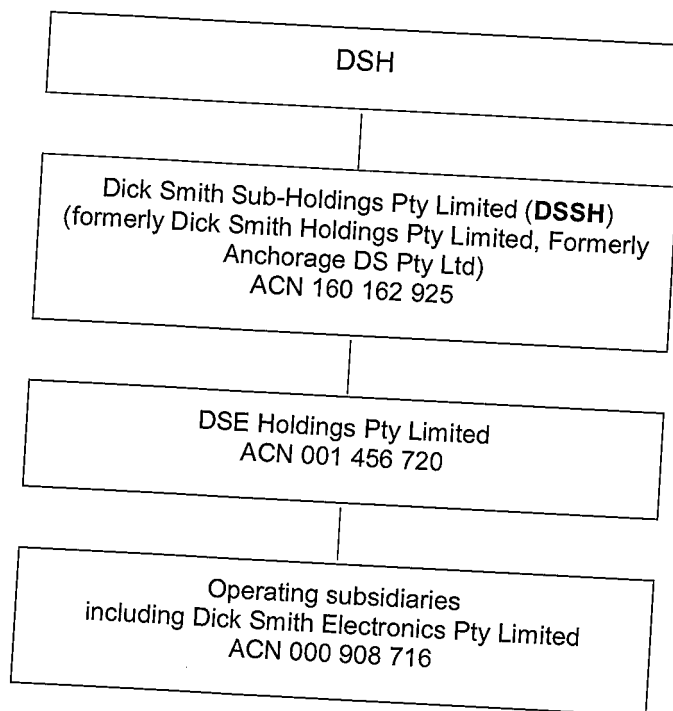 DSH
Dick Smith Sub-Holdings Pty Limited (DSSH)
(formerly Dick Smith Holdings Pty Limited, Formerly
Anchorage DS Pty Ltd)
ACN 160 162 925
DSE Holdings Pty Limited
ACN 001 456 720
Operating subsidiaries
including Dick Smith Electronics Pty Limited
ACN 000 908 716